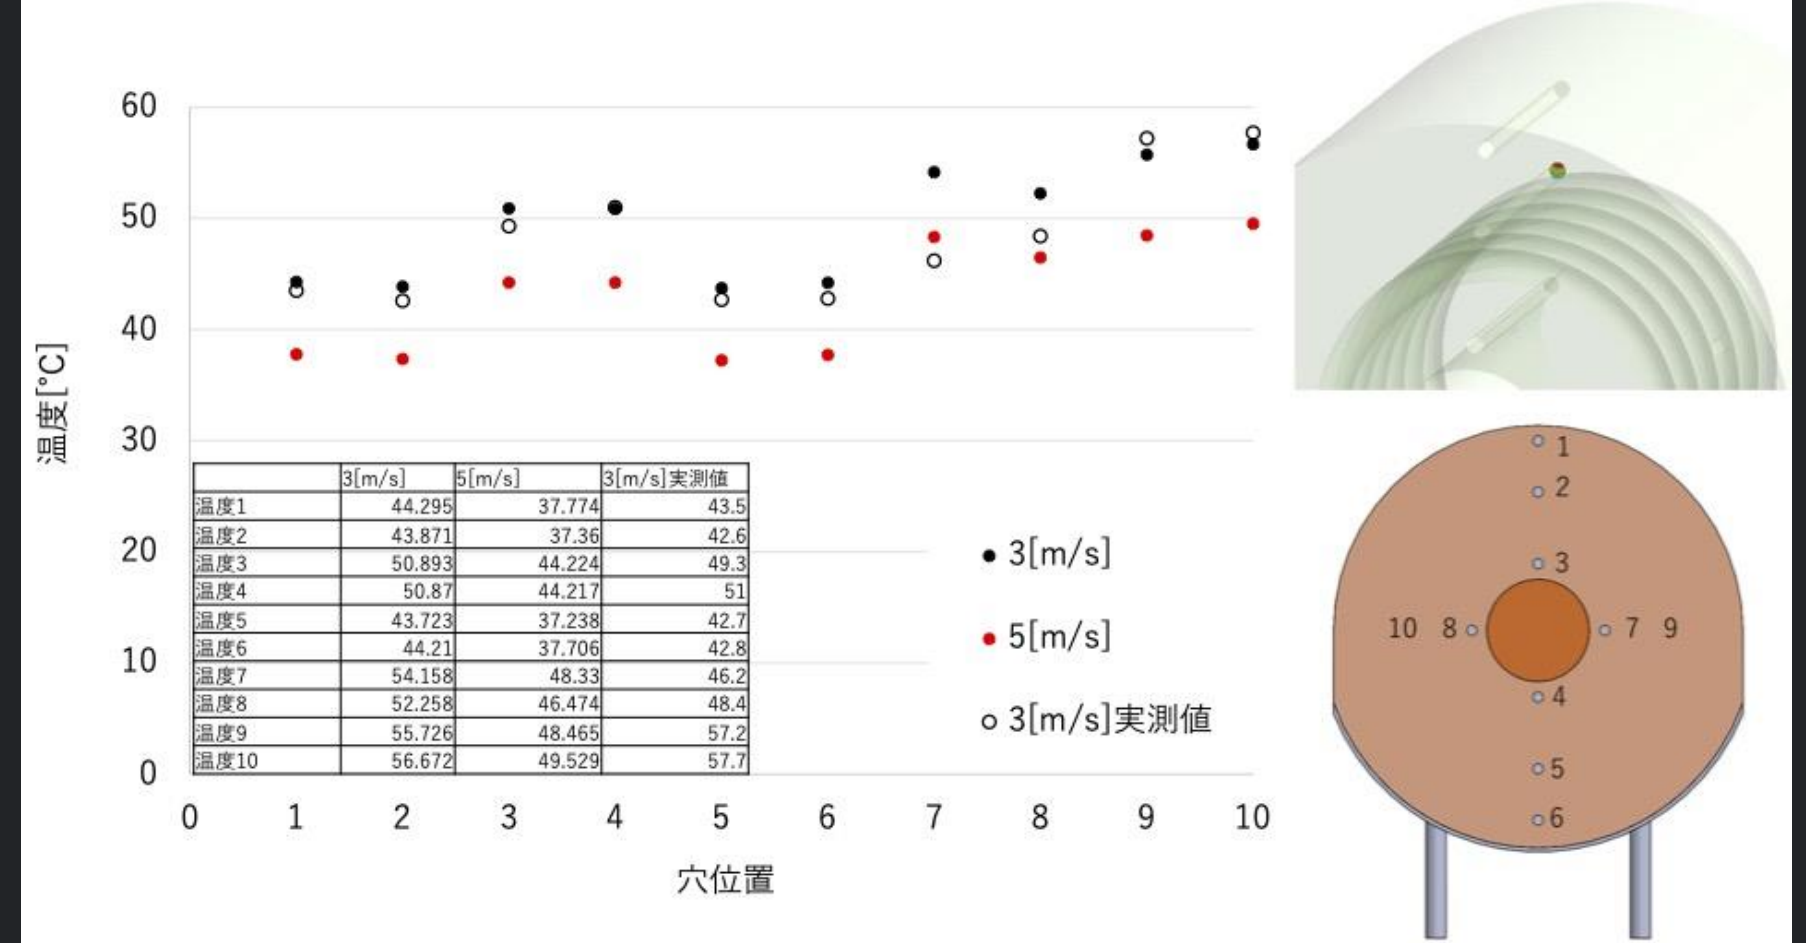 温度[°C]
60
50
40
30
20
10
0
0 1 2 3 4 5 6 7 8 9 10
穴位置
3[m/s] 5[m/s] 3[m/s]実測値
温度1 44.295 37.774 43.5
温度2 43.871 37.36 42.6
温度3 50.893 44.224 49.3
温度4 50.87 44.217 51
温度5 43.723 37.238 42.7
温度6 44.21 37.706 42.8
温度7 54.158 48.33 46.2
温度8 52.258 46.474 48.4
温度9 55.726 48.465 57.2
温度10 56.672 49.529 57.7
3[m/s]
5[m/s]
3[m/s]実測値
1
2
3
10 8 7 9
4
5
6